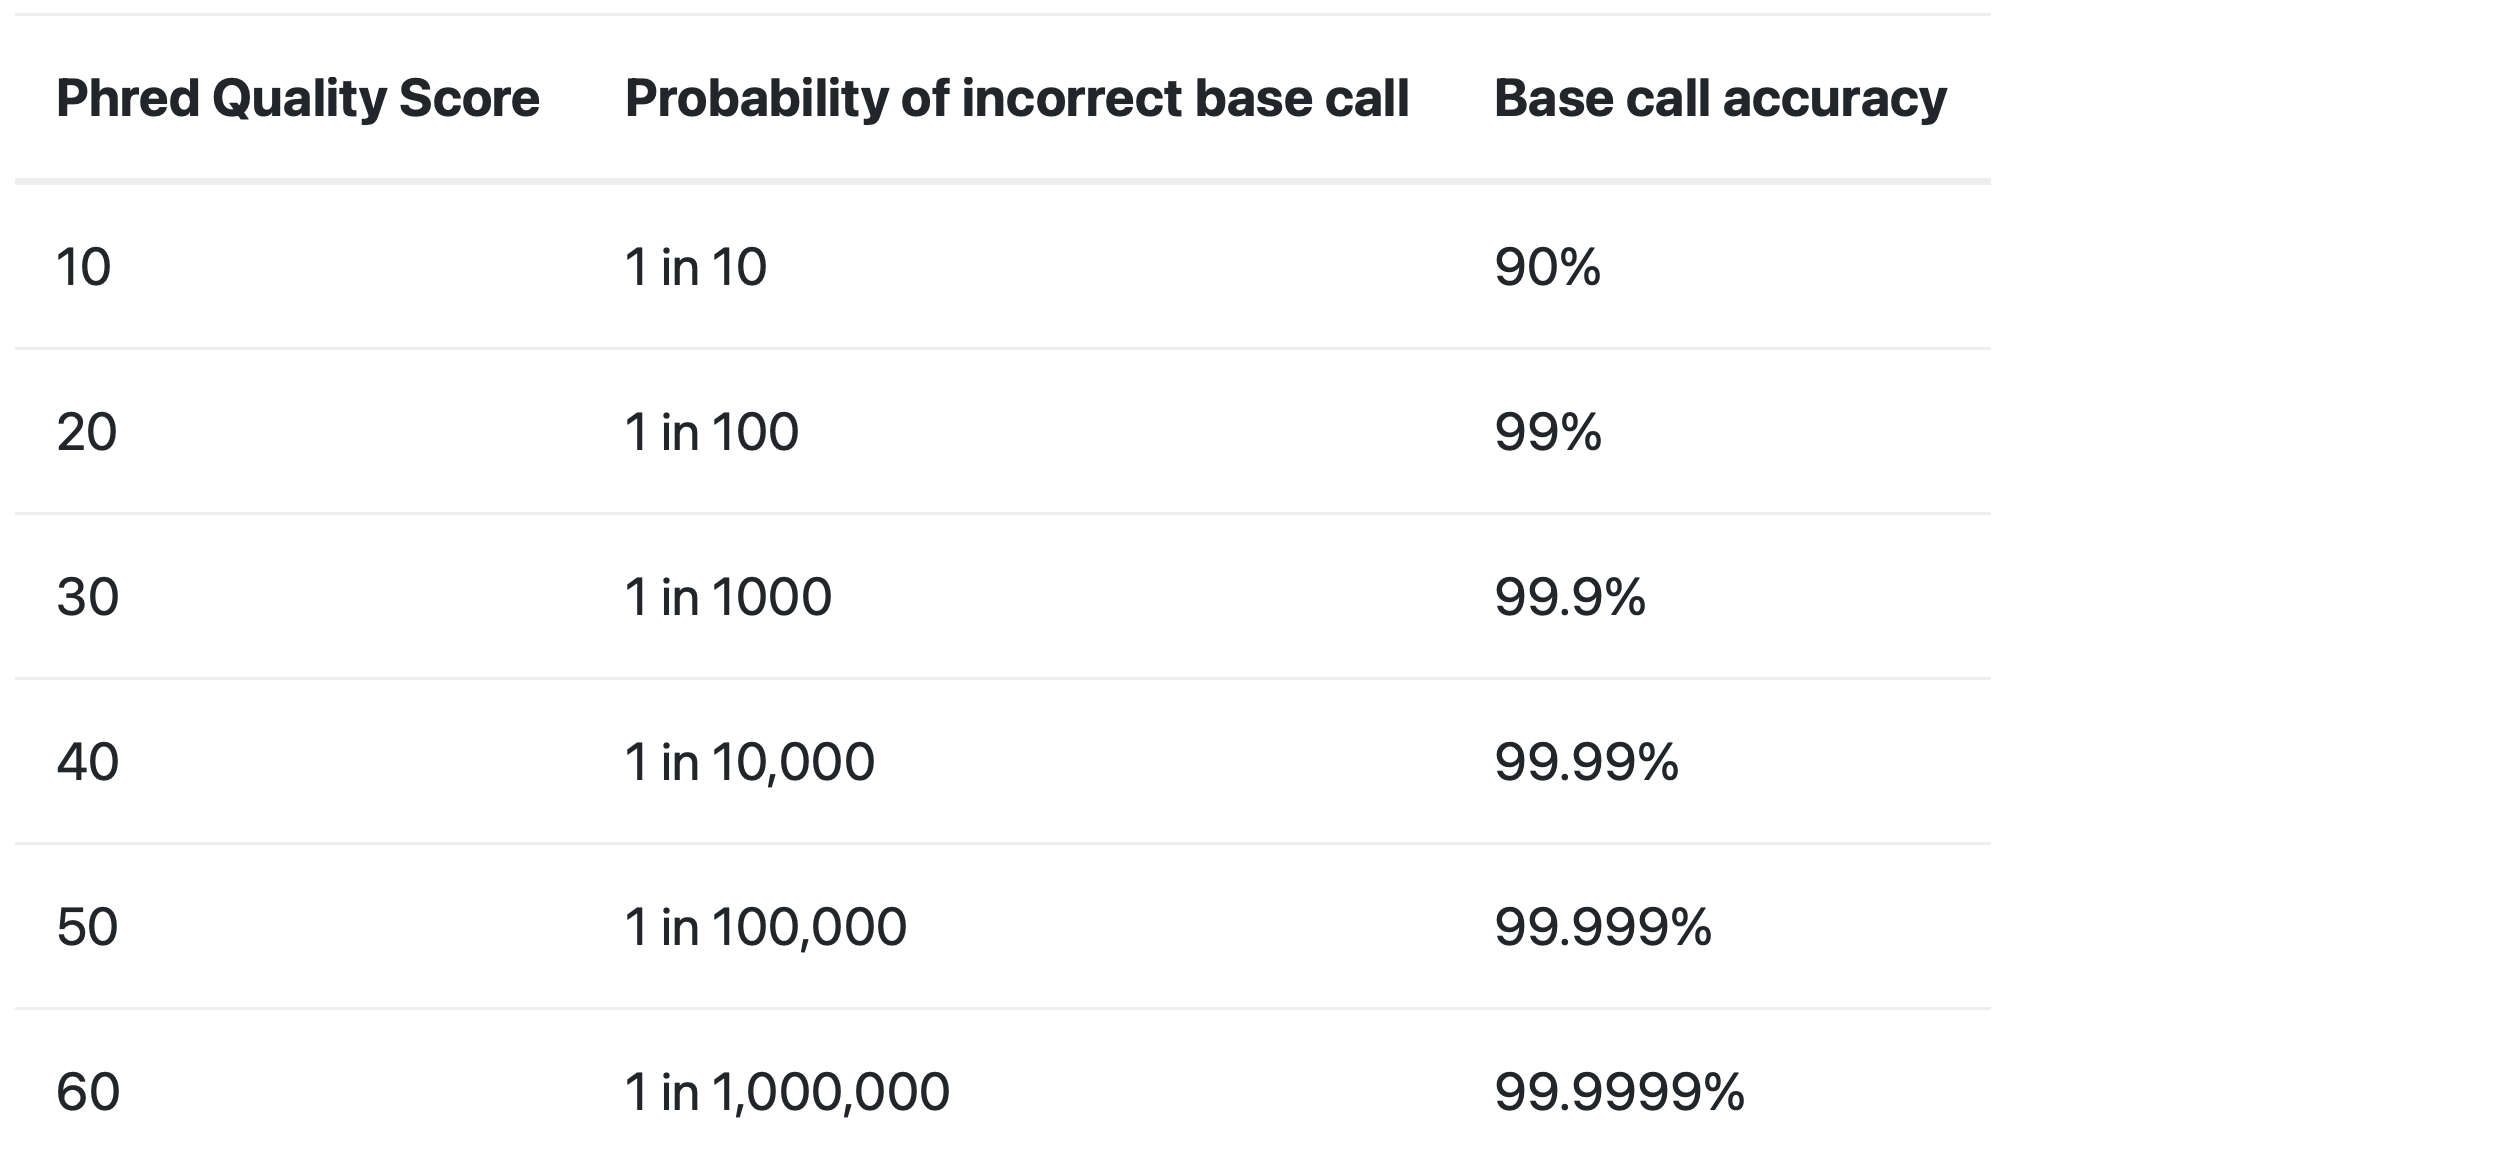 Phred Quality Score Probability of incorrect base call Base call accuracy
10 1 in 10 90%
20 1 in 100 99%
30 1 in 1000 99.9%
40 1 in 10,000 99.99%
50 1 in 100,000 99.999%
60 1 in 1,000,000 99.9999%